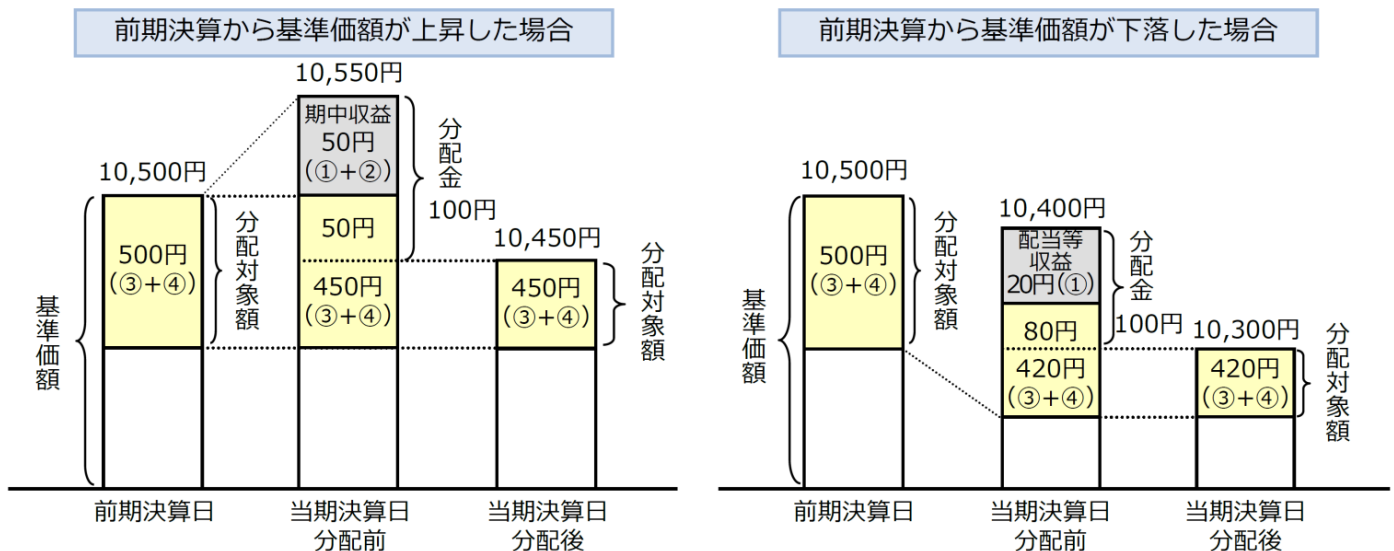 前期決算から基準価額が上昇した場合
10,550円
期中収益
50円
(①+②)
分配金
100円
10,500円
500円
(③+④)
分配対象額
50円
450円
(③+④)
10,450円
450円
(③+④)
分配対象額
基準価額
前期決算日
当期決算日
分配前
当期決算日
分配後
前期決算から基準価額が下落した場合
10,500円
500円
(③+④)
分配対象額
10,400円
配当等
収益
20円(①)
分配金
100円
80円
420円
(③+④)
10,300円
420円
(③+④)
分配対象額
基準価額
前期決算日
当期決算日
分配前
当期決算日
分配後